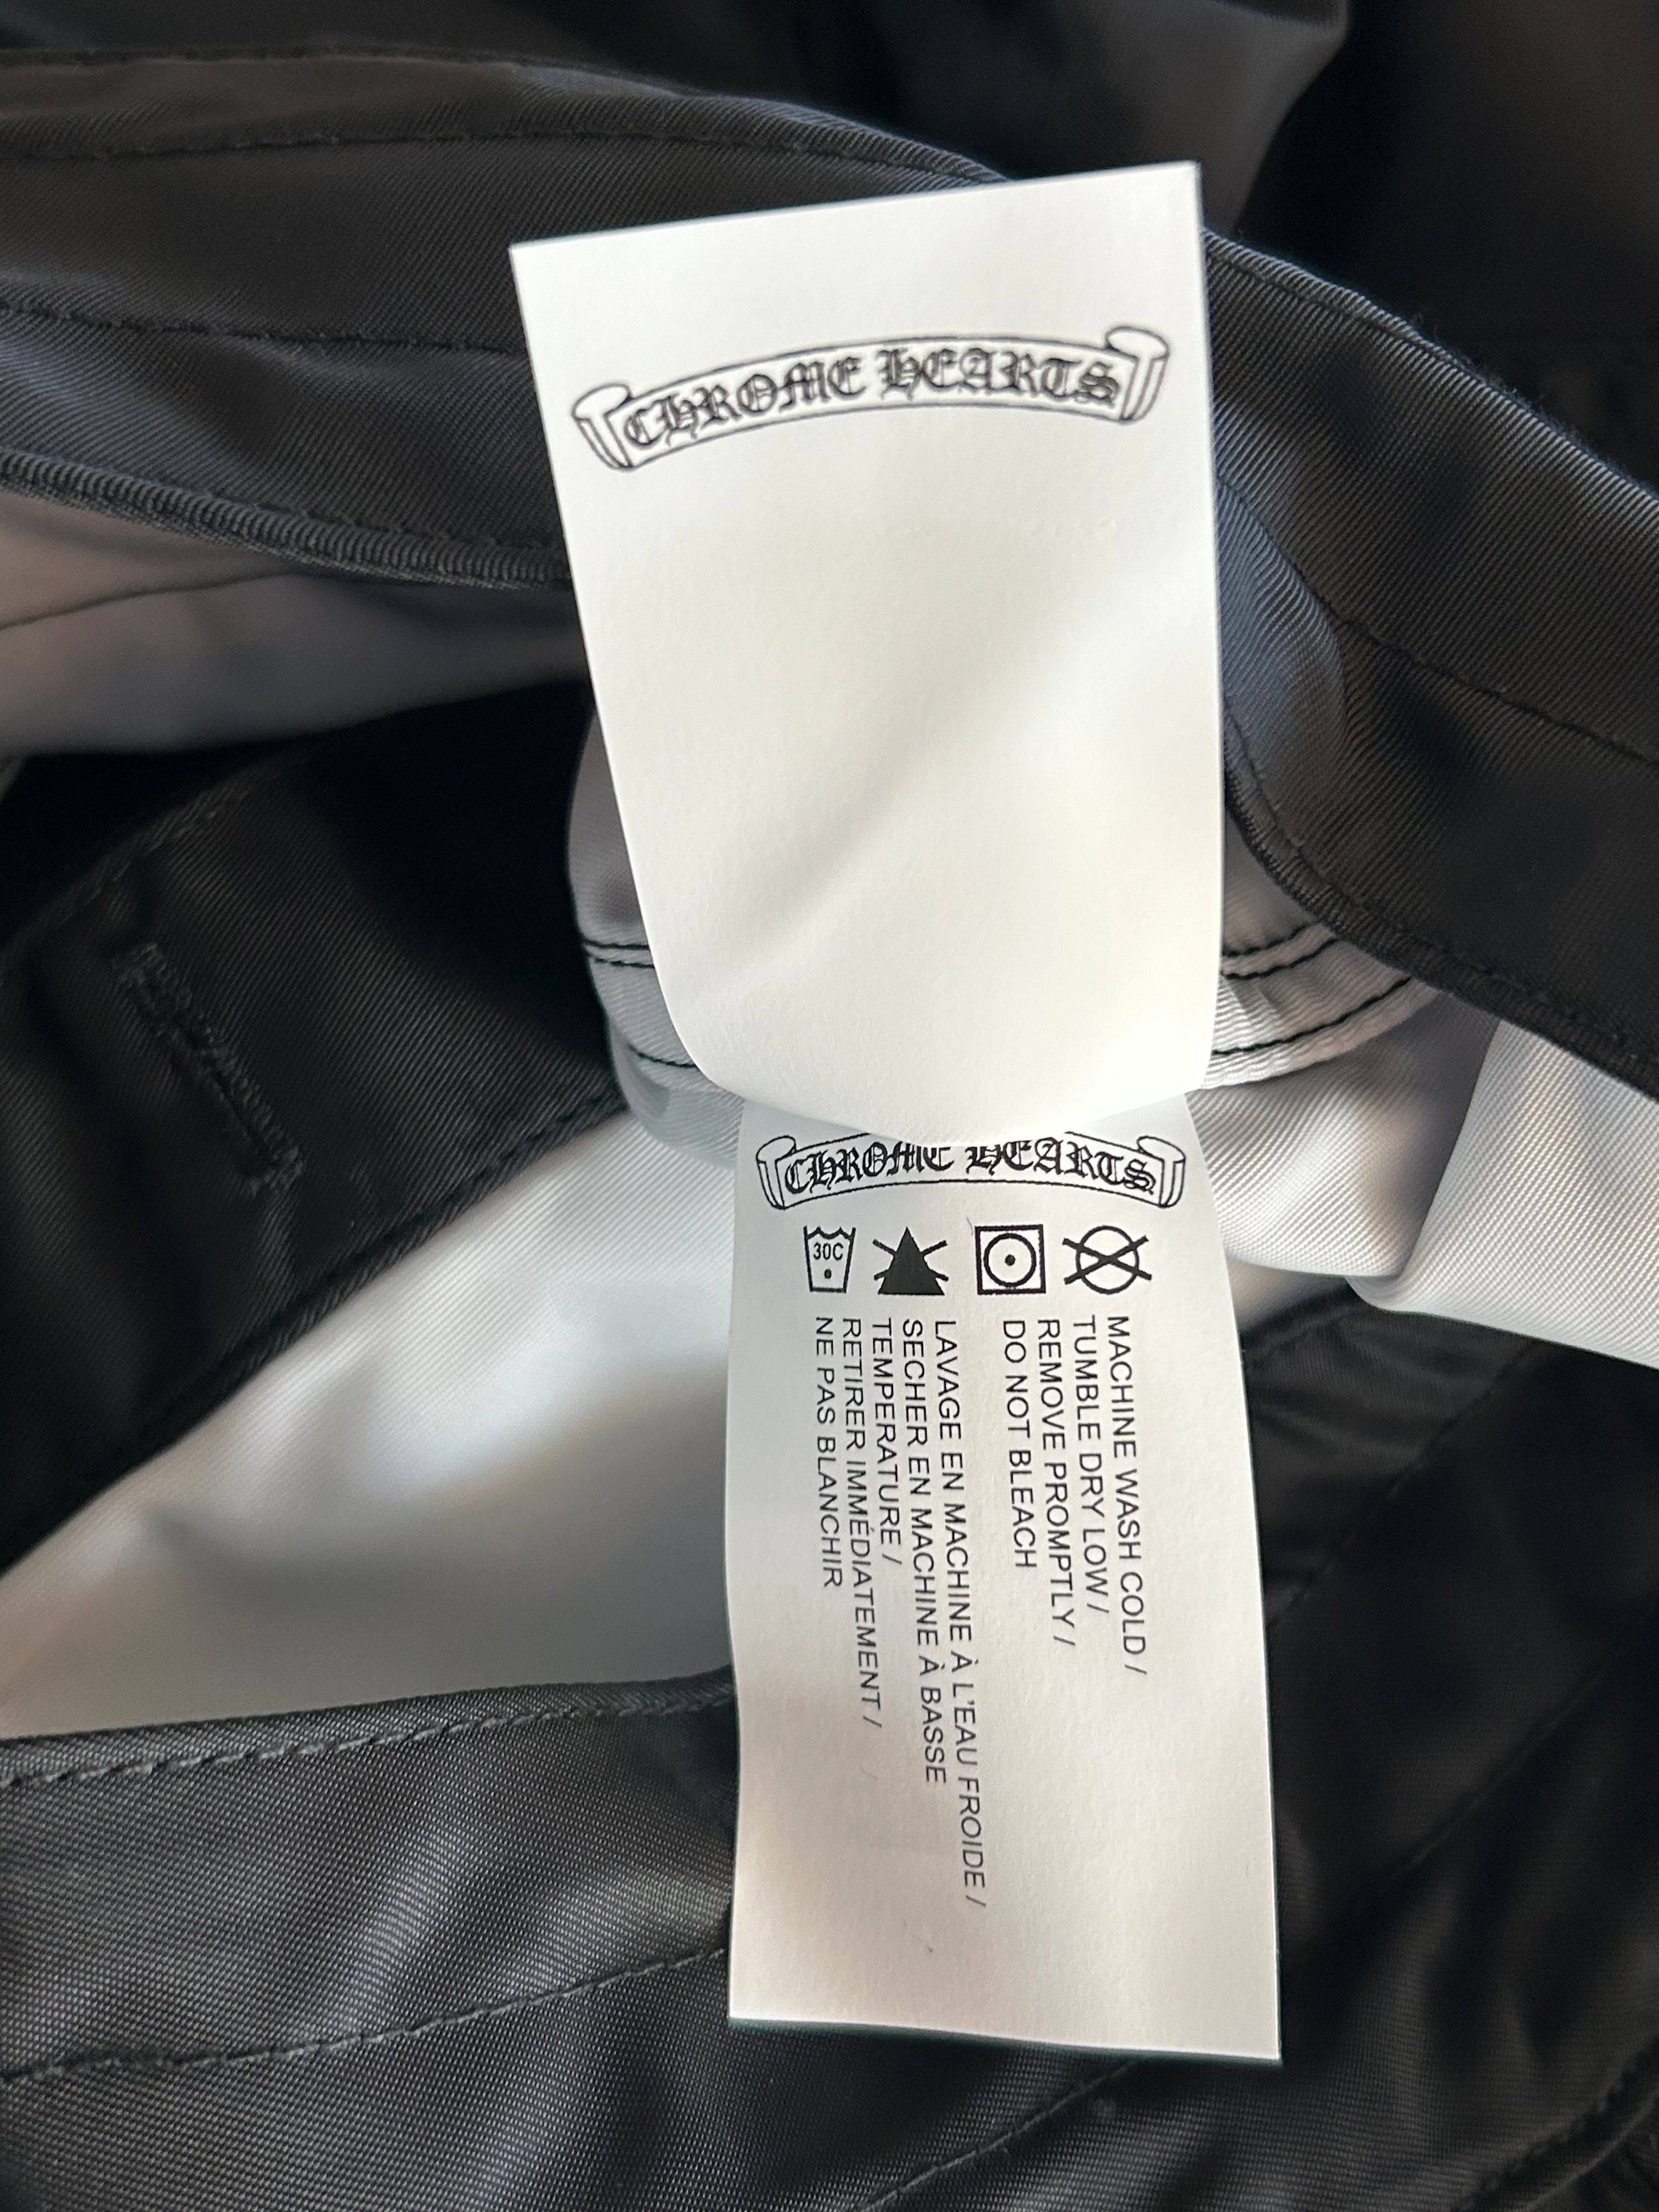 CHROME HEARTS
CHROME HEARTS
30C
MACHINE WASH COLD /
TUMBLE DRY LOW /
REMOVE PROMPTLY /
DO NOT BLEACH
LAVAGE EN MACHINE À L'EAU FROIDE /
SECHER EN MACHINE À BASSE
TEMPERATURE /
RETIRER IMMÉDIATEMENT /
NE PAS BLANCHIR